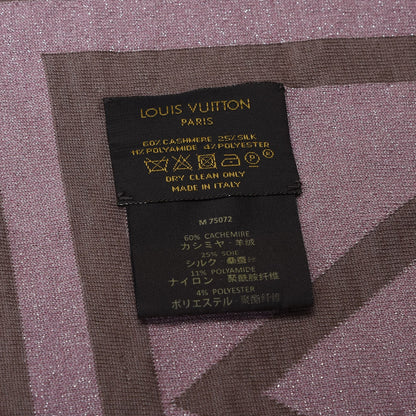 LOUIS VUITTON
PARIS
60% CASHMERE 25% SILK
11% POLYAMIDE 4% POLYESTER
P
DRY CLEAN ONLY
MADE IN ITALY
M 75072
60% CACHEMIRE
カシミヤ・羊绒
25% SOIE
シルク・桑蚕丝
11% POLYAMIDE
ナイロン・聚酰胺纤维
4% POLYESTER
ポリエステル・聚酯纤维